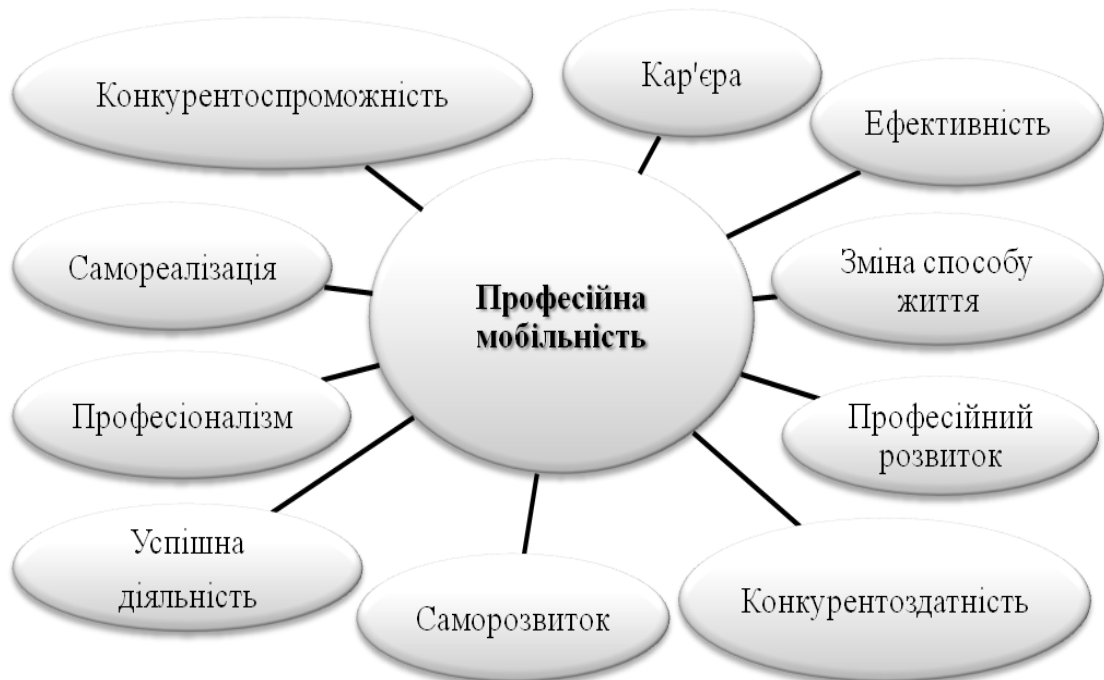 Конкурентоспроможність
Кар'єра
Ефективність
Самореалізація
Професійна
мобільність
Зміна способу
життя
Професіоналізм
Професійний
розвиток
Успішна
діяльність
Саморозвиток
Конкурентоздатність